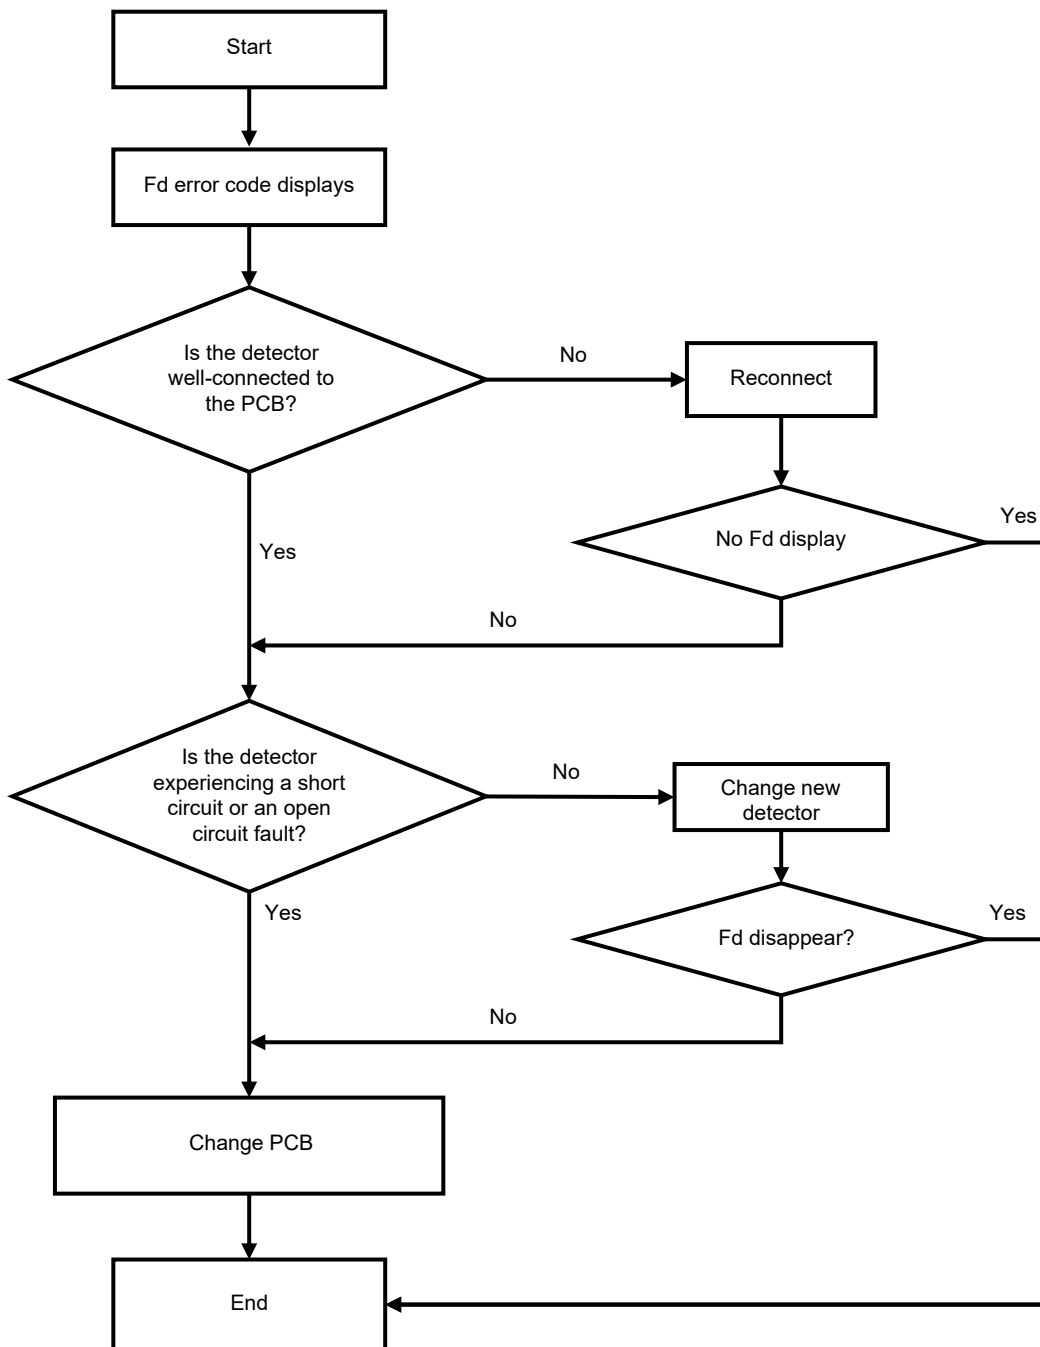 Start
Fd error code displays
Is the detector
well-connected to
the PCB?
No
Reconnect
Yes
No Fd display
Yes
No
Is the detector
experiencing a short
circuit or an open
circuit fault?
No
Change new
detector
Yes
Fd disappear?
Yes
No
Change PCB
End